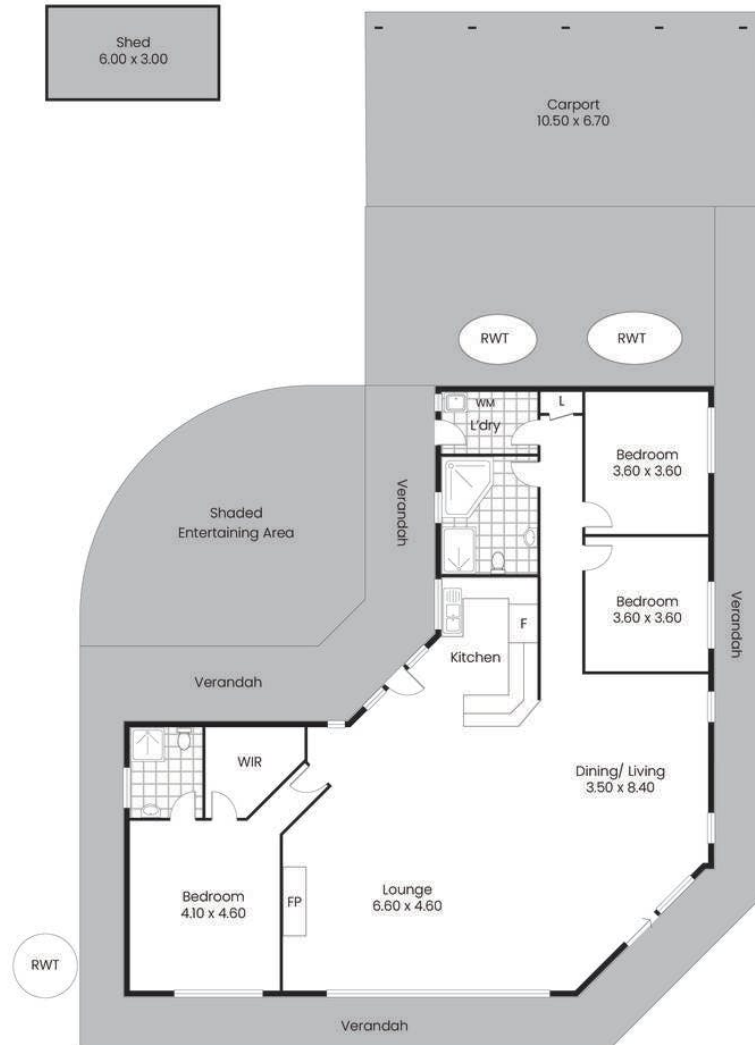 Shed
6.00 x 3.00
Carport
10.50 x 6.70
RWT
RWT
WM
L'dry
L
Bedroom
3.60 x 3.60
Shaded
Entertaining Area
Verandah
Bedroom
3.60 x 3.60
Verandah
F
Kitchen
Verandah
WIR
Dining/ Living
3.50 x 8.40
Bedroom
4.10 x 4.60
FP
Lounge
6.60 x 4.60
RWT
Verandah